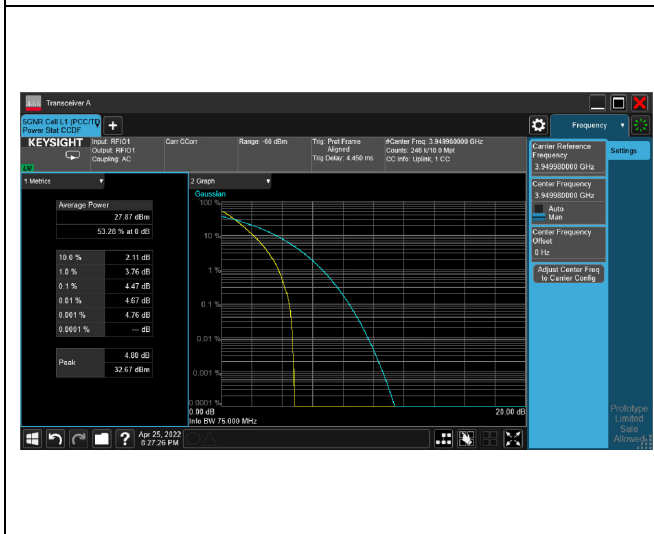 Transceiver A
5GNR Cell L1 (PCC/TD
Power Stat CCDF
Frequency
KEYSIGHT
Input: RFIO1
Output: RFIO1
Coupling: AC
Corr CCorr
Range: -60 dBm
Trig: Pret Frame
Aligned
Trig Delay: 4.450 ms
#Center Freq: 3.949980000 GHz
Counts: 246 k/10.0 Mpt
CC Info: Uplink, 1 CC
1 Metrics
Average Power
27.87 dBm
53.28 % at 0 dB
10.0 % 2.11 dB
1.0 % 3.76 dB
0.1 % 4.47 dB
0.01 % 4.67 dB
0.001 % 4.76 dB
0.0001 % --- dB
Peak
4.80 dB
32.67 dBm
2 Graph
Gaussian
100 %
10 %
1 %
0.1 %
0.01 %
0.001 %
0.0001 %
0.00 dB
20.00 dB
Info BW 75.000 MHz
Carrier Reference
Frequency
3.949980000 GHz
Center Frequency
3.949980000 GHz
Auto
Man
Center Frequency
Offset
0 Hz
Adjust Center Freq
to Carrier Config
Settings
Prototype
Limited
Sale
Allowed
?
Apr 25, 2022
8:27:26 PM